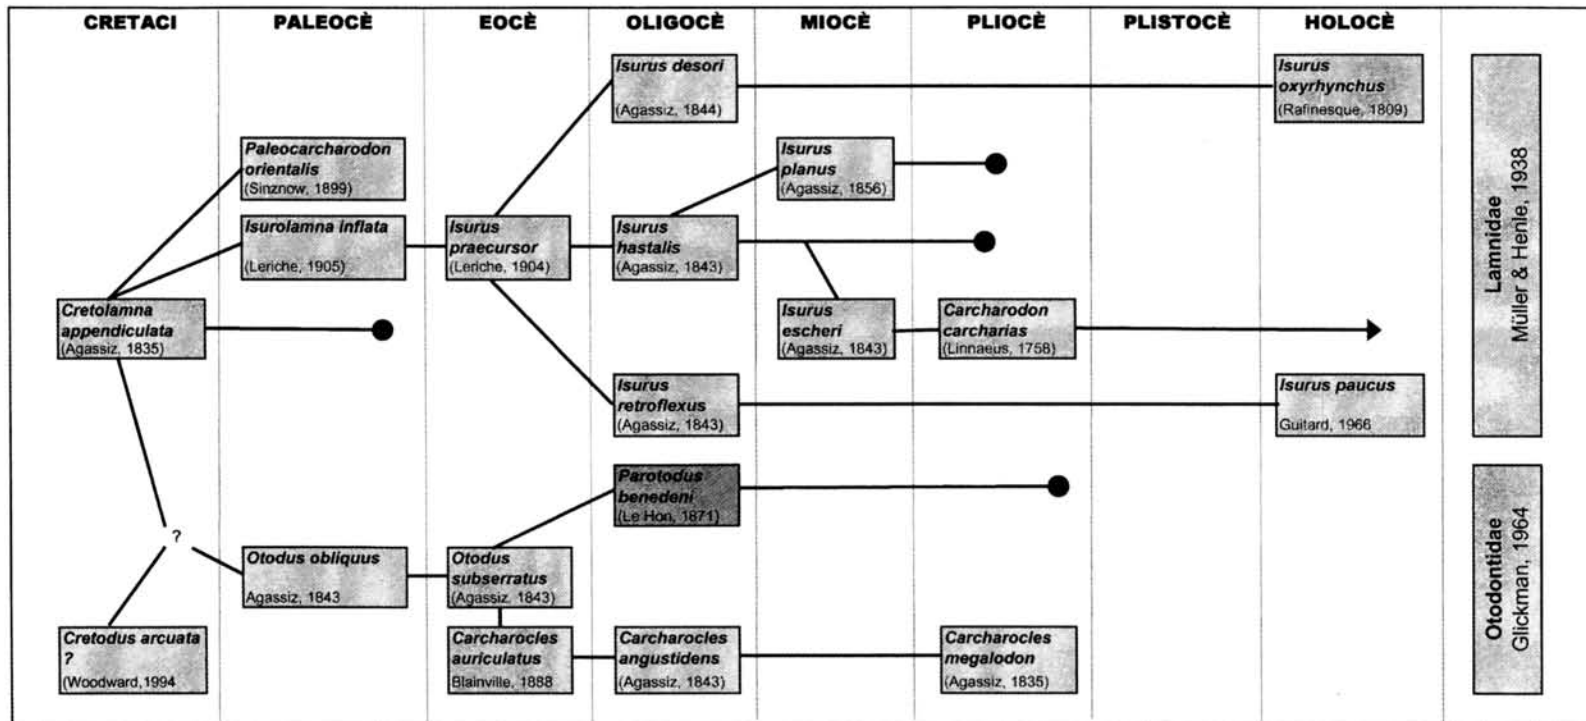 CRETACI PALEOCÈ EOCÈ OLIGOCÈ MIOCÈ PLIOCÈ PLISTOCÈ HOLOCÈ
Isurus desori
(Agassiz, 1844)
Isurus
oxyrhynchus
(Rafinesque, 1809)
Paleocarcharodon
orientalis
(Sinznow, 1899)
Isurus
planus
(Agassiz, 1856)
Isurolamna inflata
(Leriche, 1905)
Isurus
praecursor
(Leriche, 1904)
Isurus
hastalis
(Agassiz, 1843)
Cretolamna
appendiculata
(Agassiz, 1835)
Isurus
escheri
(Agassiz, 1843)
Carcharodon
carcharias
(Linnaeus, 1758)
Isurus
retroflexus
(Agassiz, 1843)
Isurus paucus
Guitard, 1966
Lamnidae
Müller & Henle, 1938
Parotodus
benedeni
(Le Hon, 1871)
?
Otodus obliquus
Agassiz, 1843
Otodus
subserratus
(Agassiz, 1843)
Cretodus arcuata
?
(Woodward,1994
Carcharocles
auriculatus
Blainville, 1888
Carcharocles
angustidens
(Agassiz, 1843)
Carcharocles
megalodon
(Agassiz, 1835)
Otodontidae
Glickman, 1964